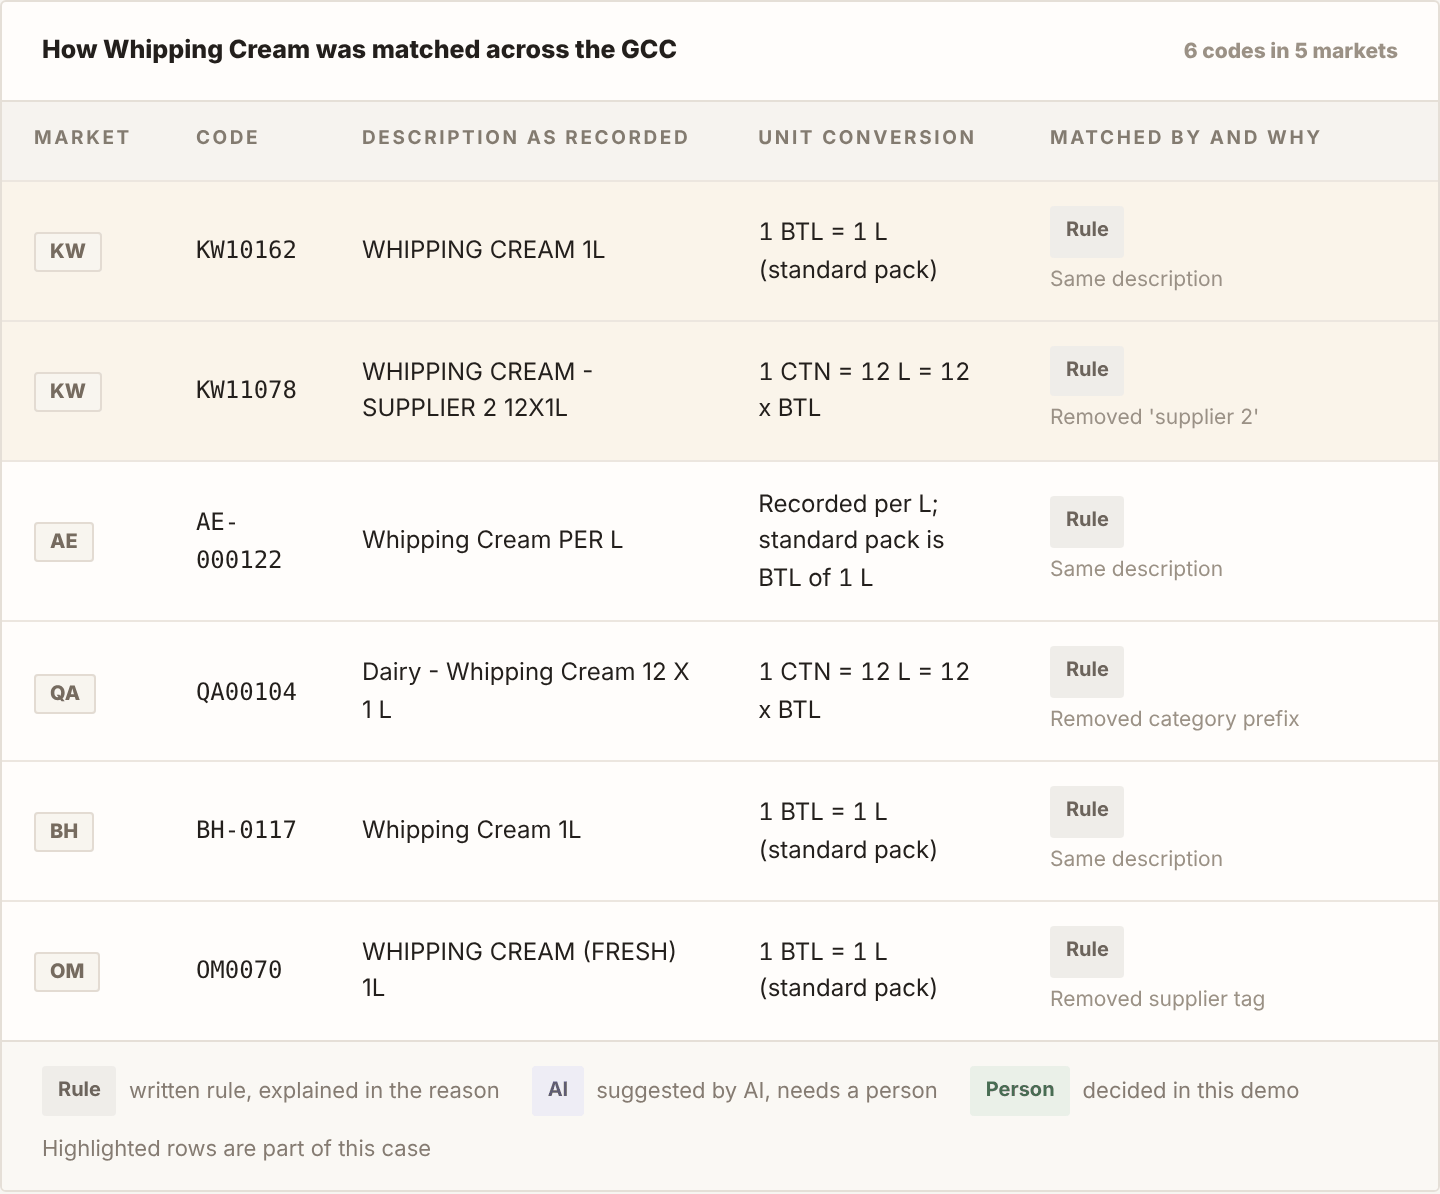 How Whipping Cream was matched across the GCC
6 codes in 5 markets
MARKET CODE DESCRIPTION AS RECORDED UNIT CONVERSION MATCHED BY AND WHY
KW
KW10162
WHIPPING CREAM 1L
1 BTL = 1 L
(standard pack)
Rule
Same description
KW
KW11078
WHIPPING CREAM -
SUPPLIER 2 12X1L
1 CTN = 12 L = 12
x BTL
Rule
Removed 'supplier 2'
AE
AE-
000122
Whipping Cream PER L
Recorded per L;
standard pack is
BTL of 1 L
Rule
Same description
QA
QA00104
Dairy - Whipping Cream 12 X
1 L
1 CTN = 12 L = 12
x BTL
Rule
Removed category prefix
BH
BH-0117
Whipping Cream 1L
1 BTL = 1 L
(standard pack)
Rule
Same description
OM
OM0070
WHIPPING CREAM (FRESH)
1L
1 BTL = 1 L
(standard pack)
Rule
Removed supplier tag
Rule written rule, explained in the reason AI suggested by AI, needs a person Person decided in this demo
Highlighted rows are part of this case